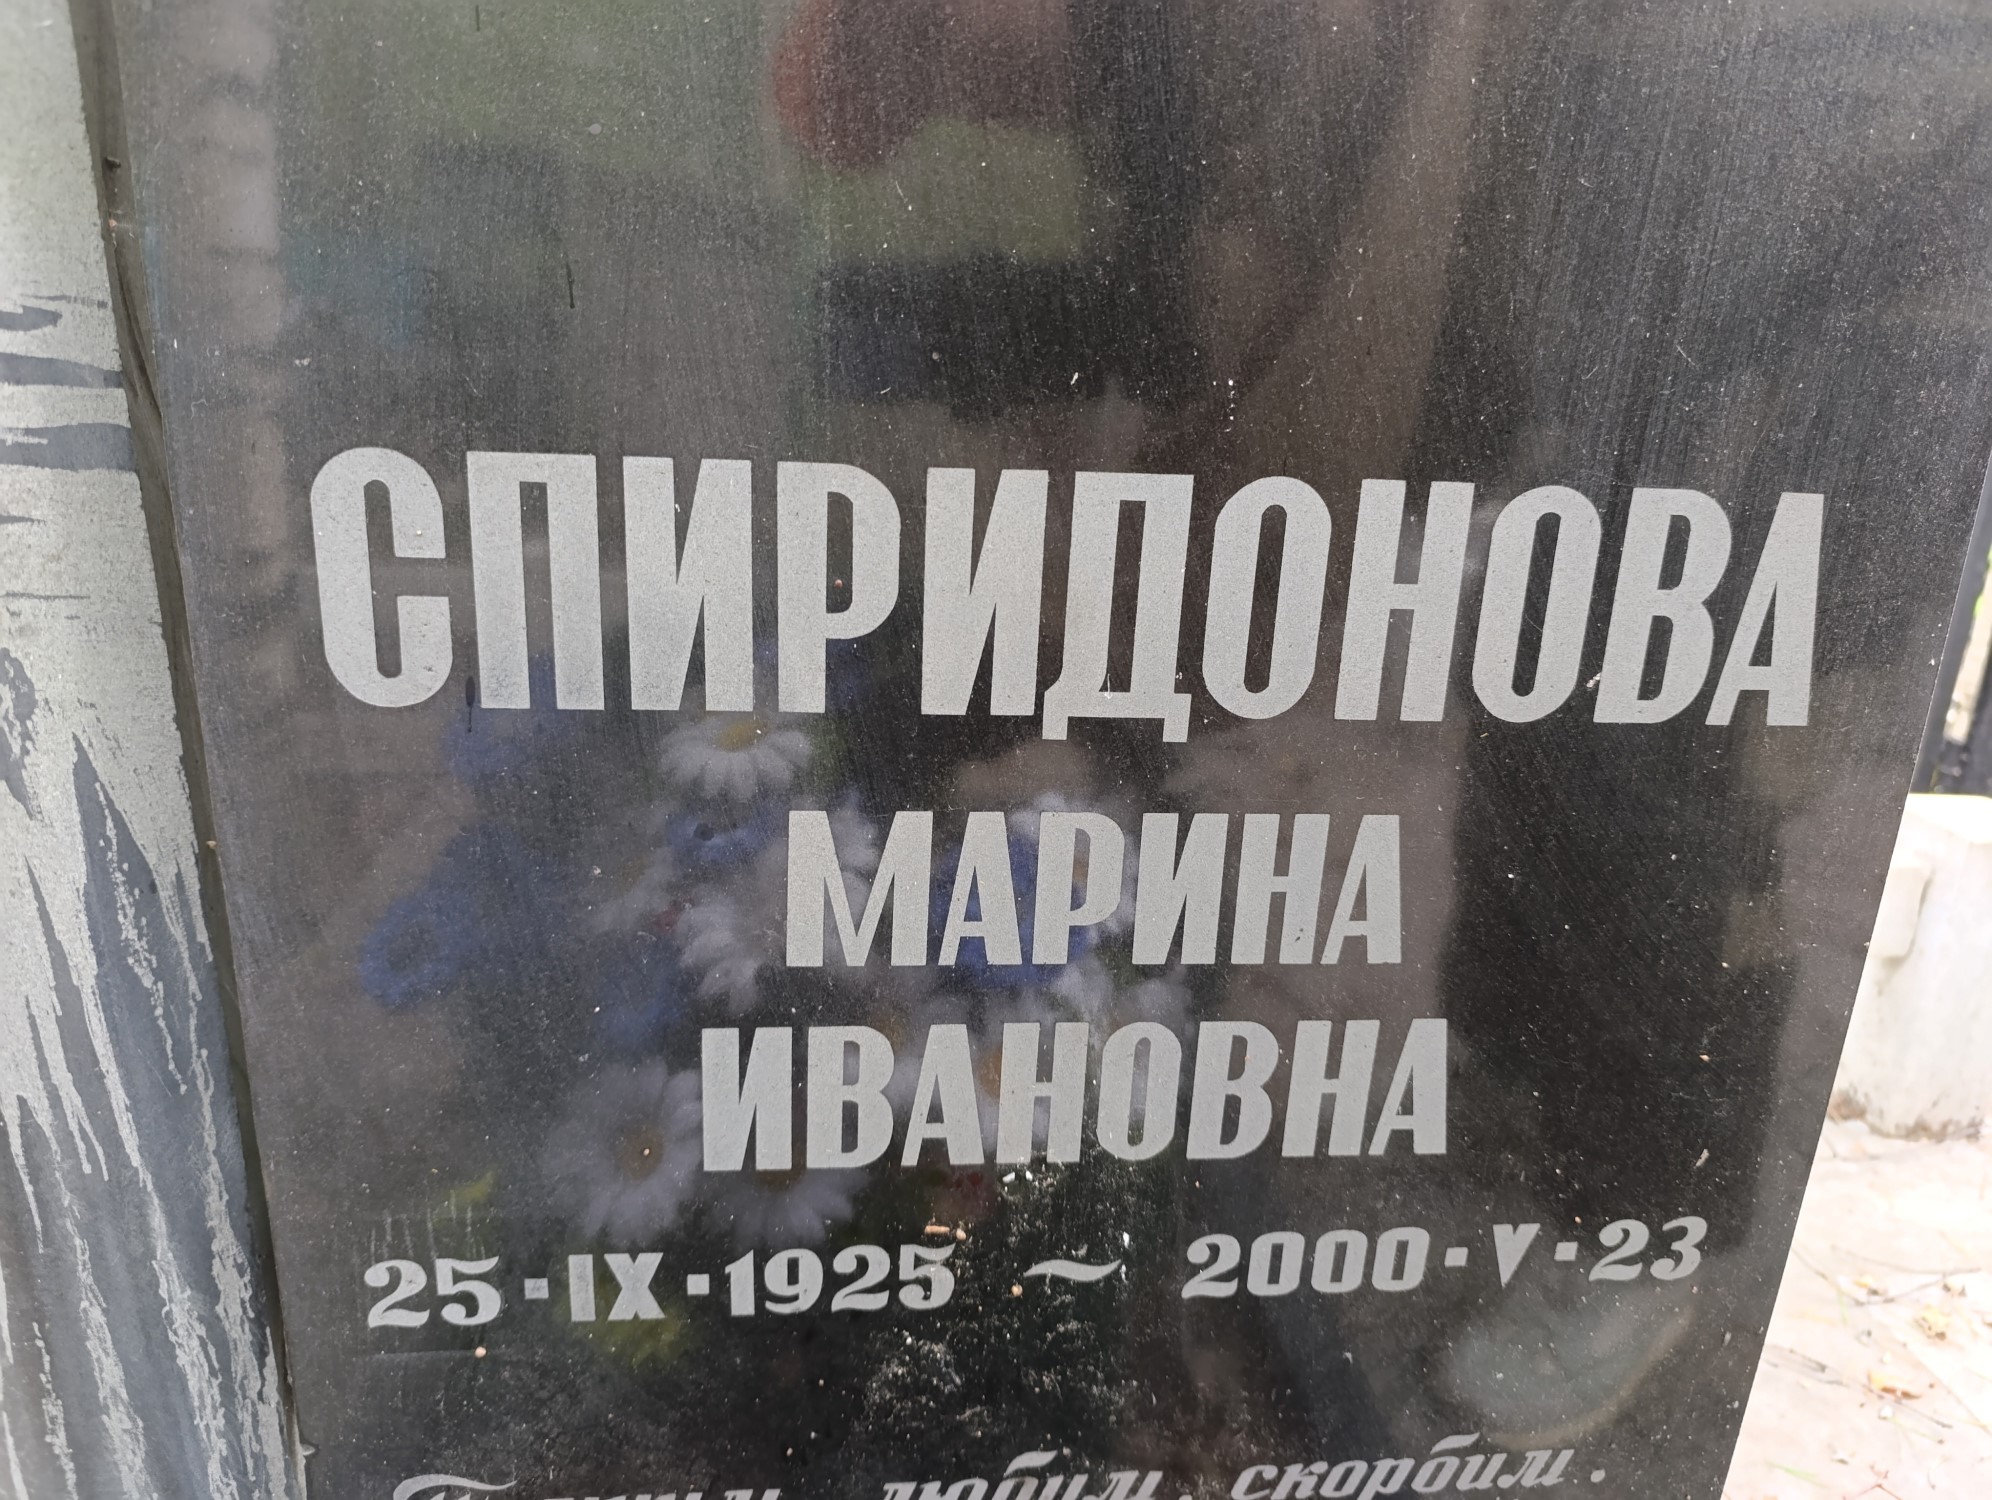 СПИРИДОНОВА
МАРИНА
ИВАНОВНА
25·IX·1925 ~ 2000·V·23
любим, скорбим.